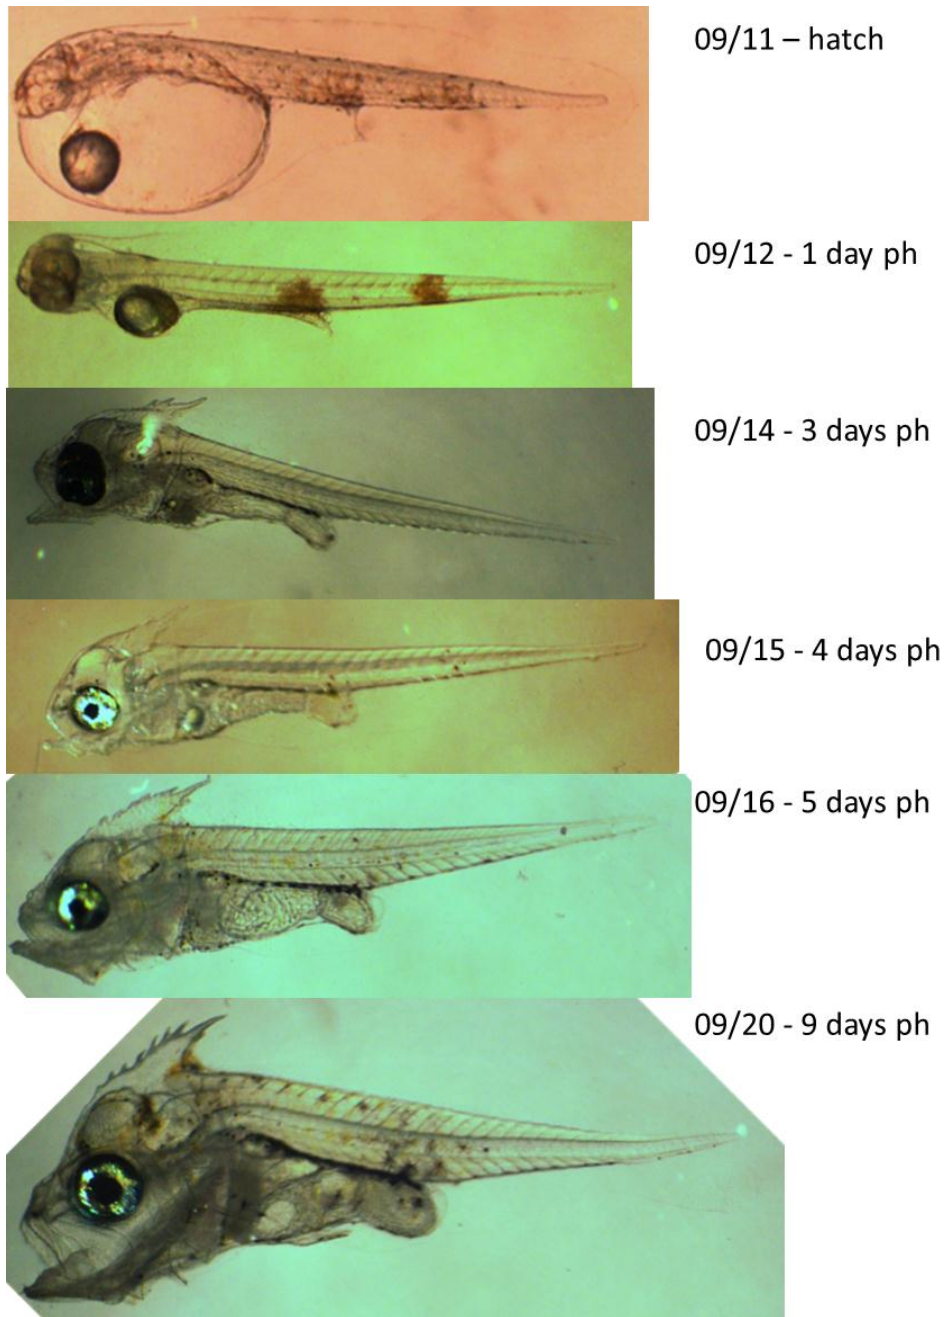 09/11 – hatch
09/12 - 1 day ph
09/14 - 3 days ph
09/15 - 4 days ph
09/16 - 5 days ph
09/20 - 9 days ph